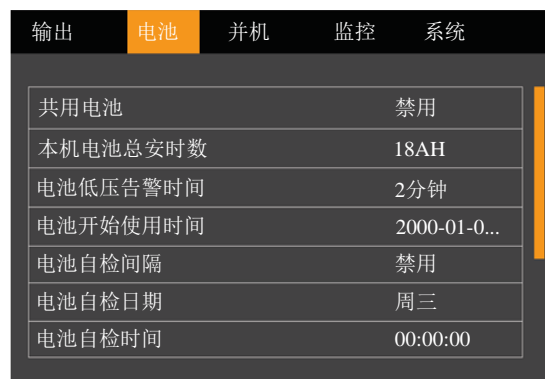 输出 电池 并机 监控 系统
共用电池 禁用
本机电池总安时数 18AH
电池低压告警时间 2分钟
电池开始使用时间 2000-01-0...
电池自检间隔 禁用
电池自检日期 周三
电池自检时间 00:00:00